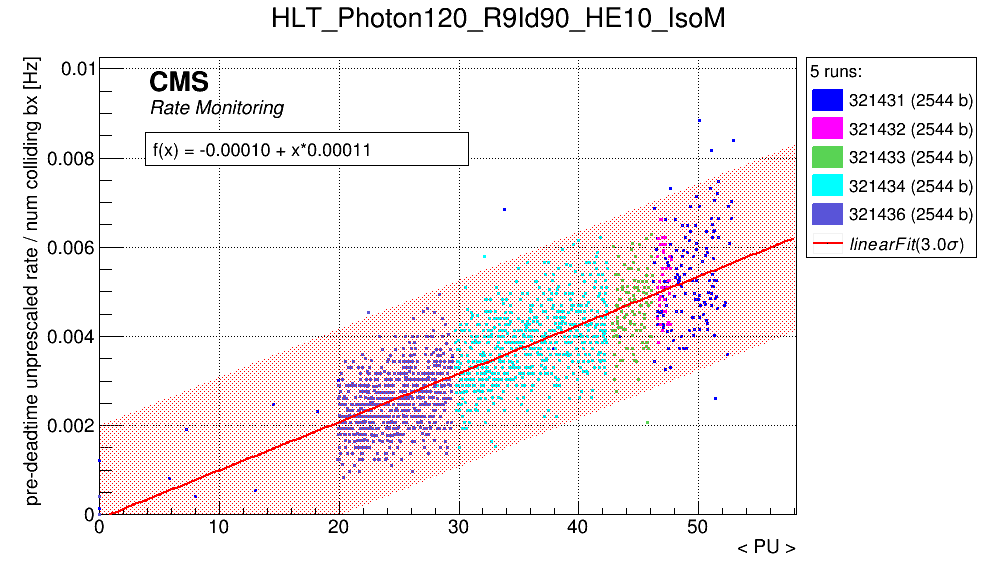 HLT_Photon120_R9Id90_HE10_IsoM
pre-deadtime unprescaled rate / num colliding bx [Hz]
0.01
0.008
0.006
0.004
0.002
0
CMS
Rate Monitoring
f(x) = -0.00010 + x*0.00011
0 10 20 30 40 50
< PU >
5 runs:
321431 (2544 b)
321432 (2544 b)
321433 (2544 b)
321434 (2544 b)
321436 (2544 b)
linearFit(3.0σ)